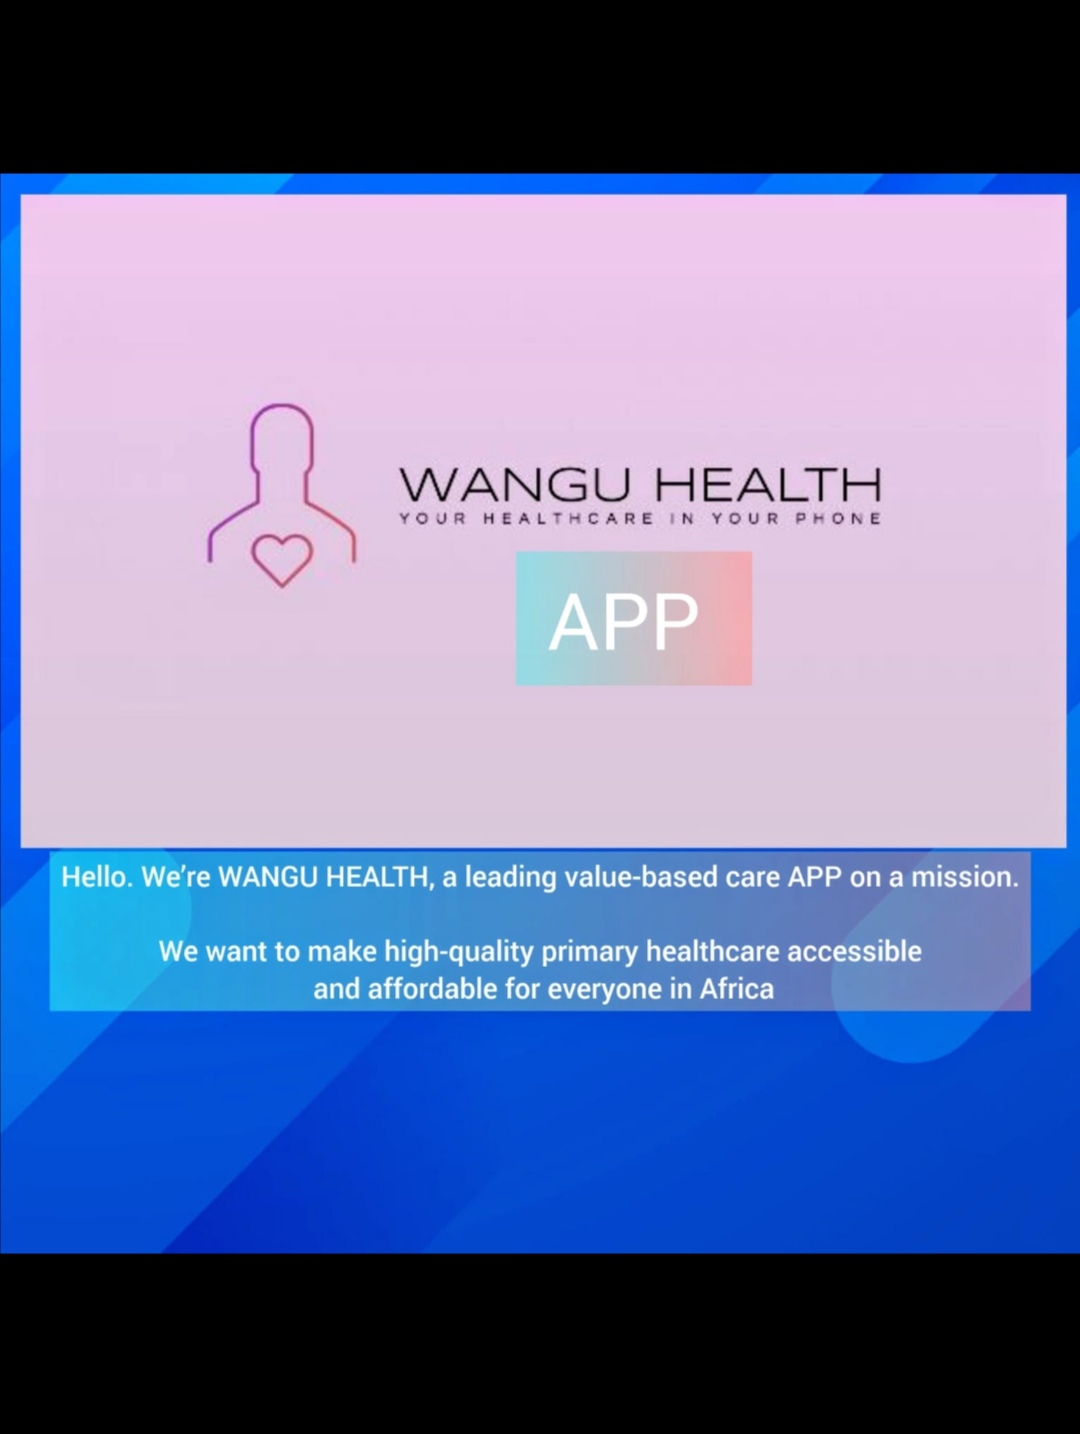 WANGU HEALTH
YOUR HEALTHCARE IN YOUR PHONE
APP
Hello. We’re WANGU HEALTH, a leading value-based care APP on a mission.
We want to make high-quality primary healthcare accessible
and affordable for everyone in Africa